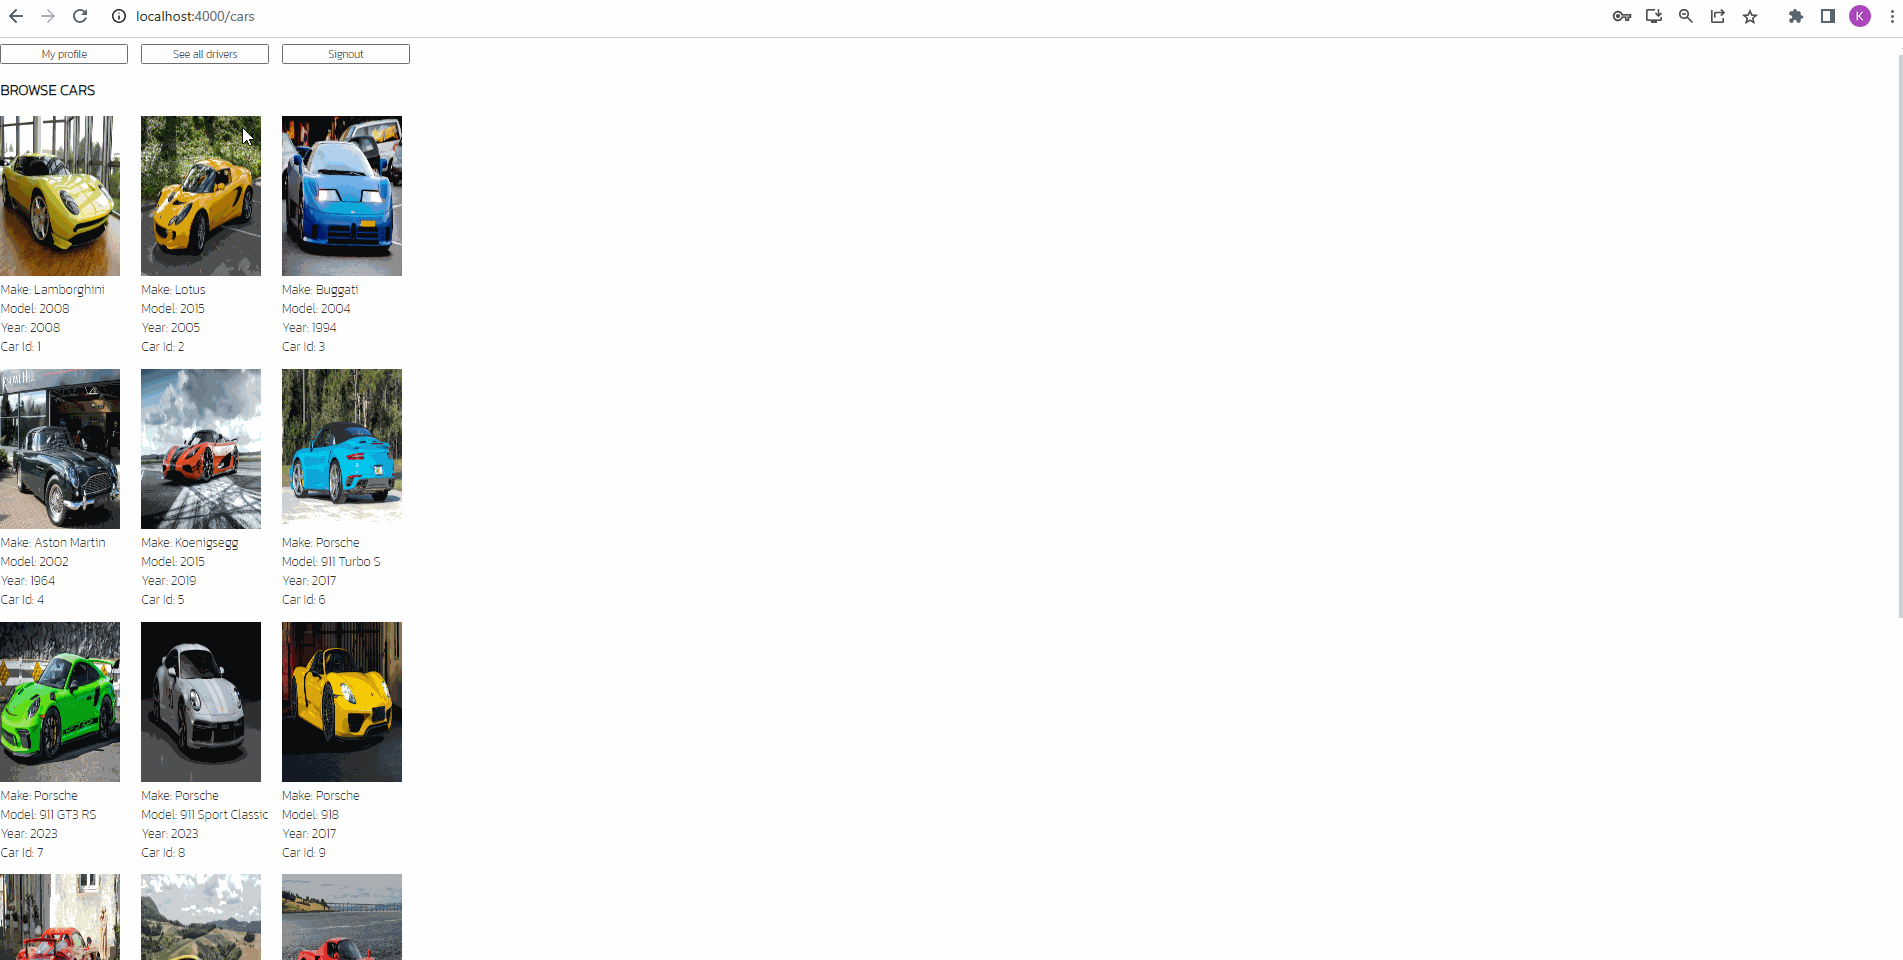 localhost:4000/cars
K
My profile See all drivers Signout
BROWSE CARS
Make: Lamborghini
Model: 2008
Year: 2008
Car Id: 1
Make: Lotus
Model: 2015
Year: 2005
Car Id: 2
Make: Buggati
Model: 2004
Year: 1994
Car Id: 3
Make: Aston Martin
Model: 2002
Year: 1964
Car Id: 4
Make: Koenigsegg
Model: 2015
Year: 2019
Car Id: 5
Make: Porsche
Model: 911 Turbo S
Year: 2017
Car Id: 6
Make: Porsche
Model: 911 GT3 RS
Year: 2023
Car Id: 7
Make: Porsche
Model: 911 Sport Classic
Year: 2023
Car Id: 8
Make: Porsche
Model: 918
Year: 2017
Car Id: 9